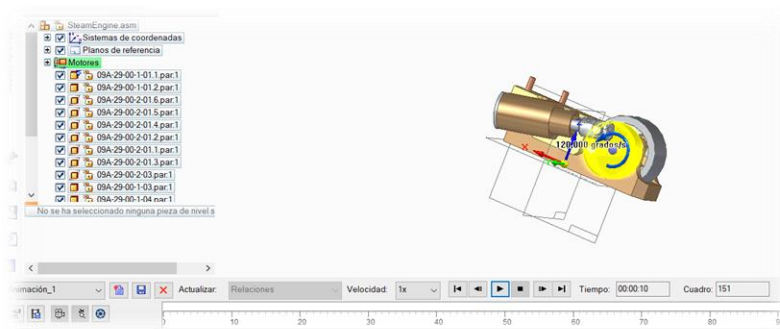 SteamEngine.asm
Sistemas de coordenadas
Planos de referencia
Motores
09A-29-00-1-01.1.par:1
09A-29-00-1-01.2.par:1
09A-29-00-2-01.6.par:1
09A-29-00-2-01.5.par:1
09A-29-00-2-01.4.par:1
09A-29-00-2-01.2.par:1
09A-29-00-2-01.1.par:1
09A-29-00-2-01.3.par:1
09A-29-00-2-03.par:1
09A-29-00-1-03.par:1
09A-29-00-1-04.par:1
No se ha seleccionado ninguna pieza de nivel s
120,000 grados/s
x
imación_1 Actualizar: Relaciones Velocidad: 1x Tiempo: 00:00:10 Cuadro: 151
0 10 20 30 40 50 60 70 80 9